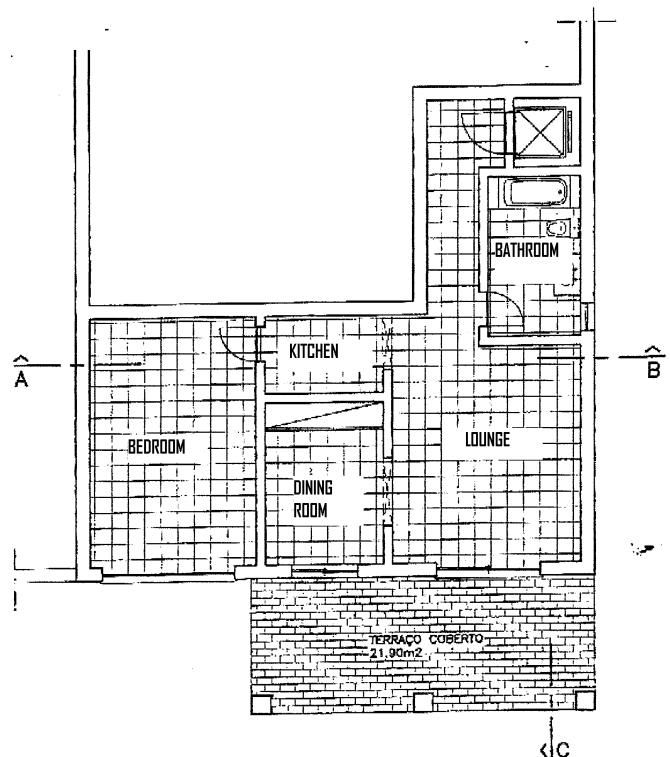 BATHROOM
KITCHEN
A
B
BEDROOM
LOUNGE
DINING
ROOM
TERRAÇO COBERTO
21,90m2
C